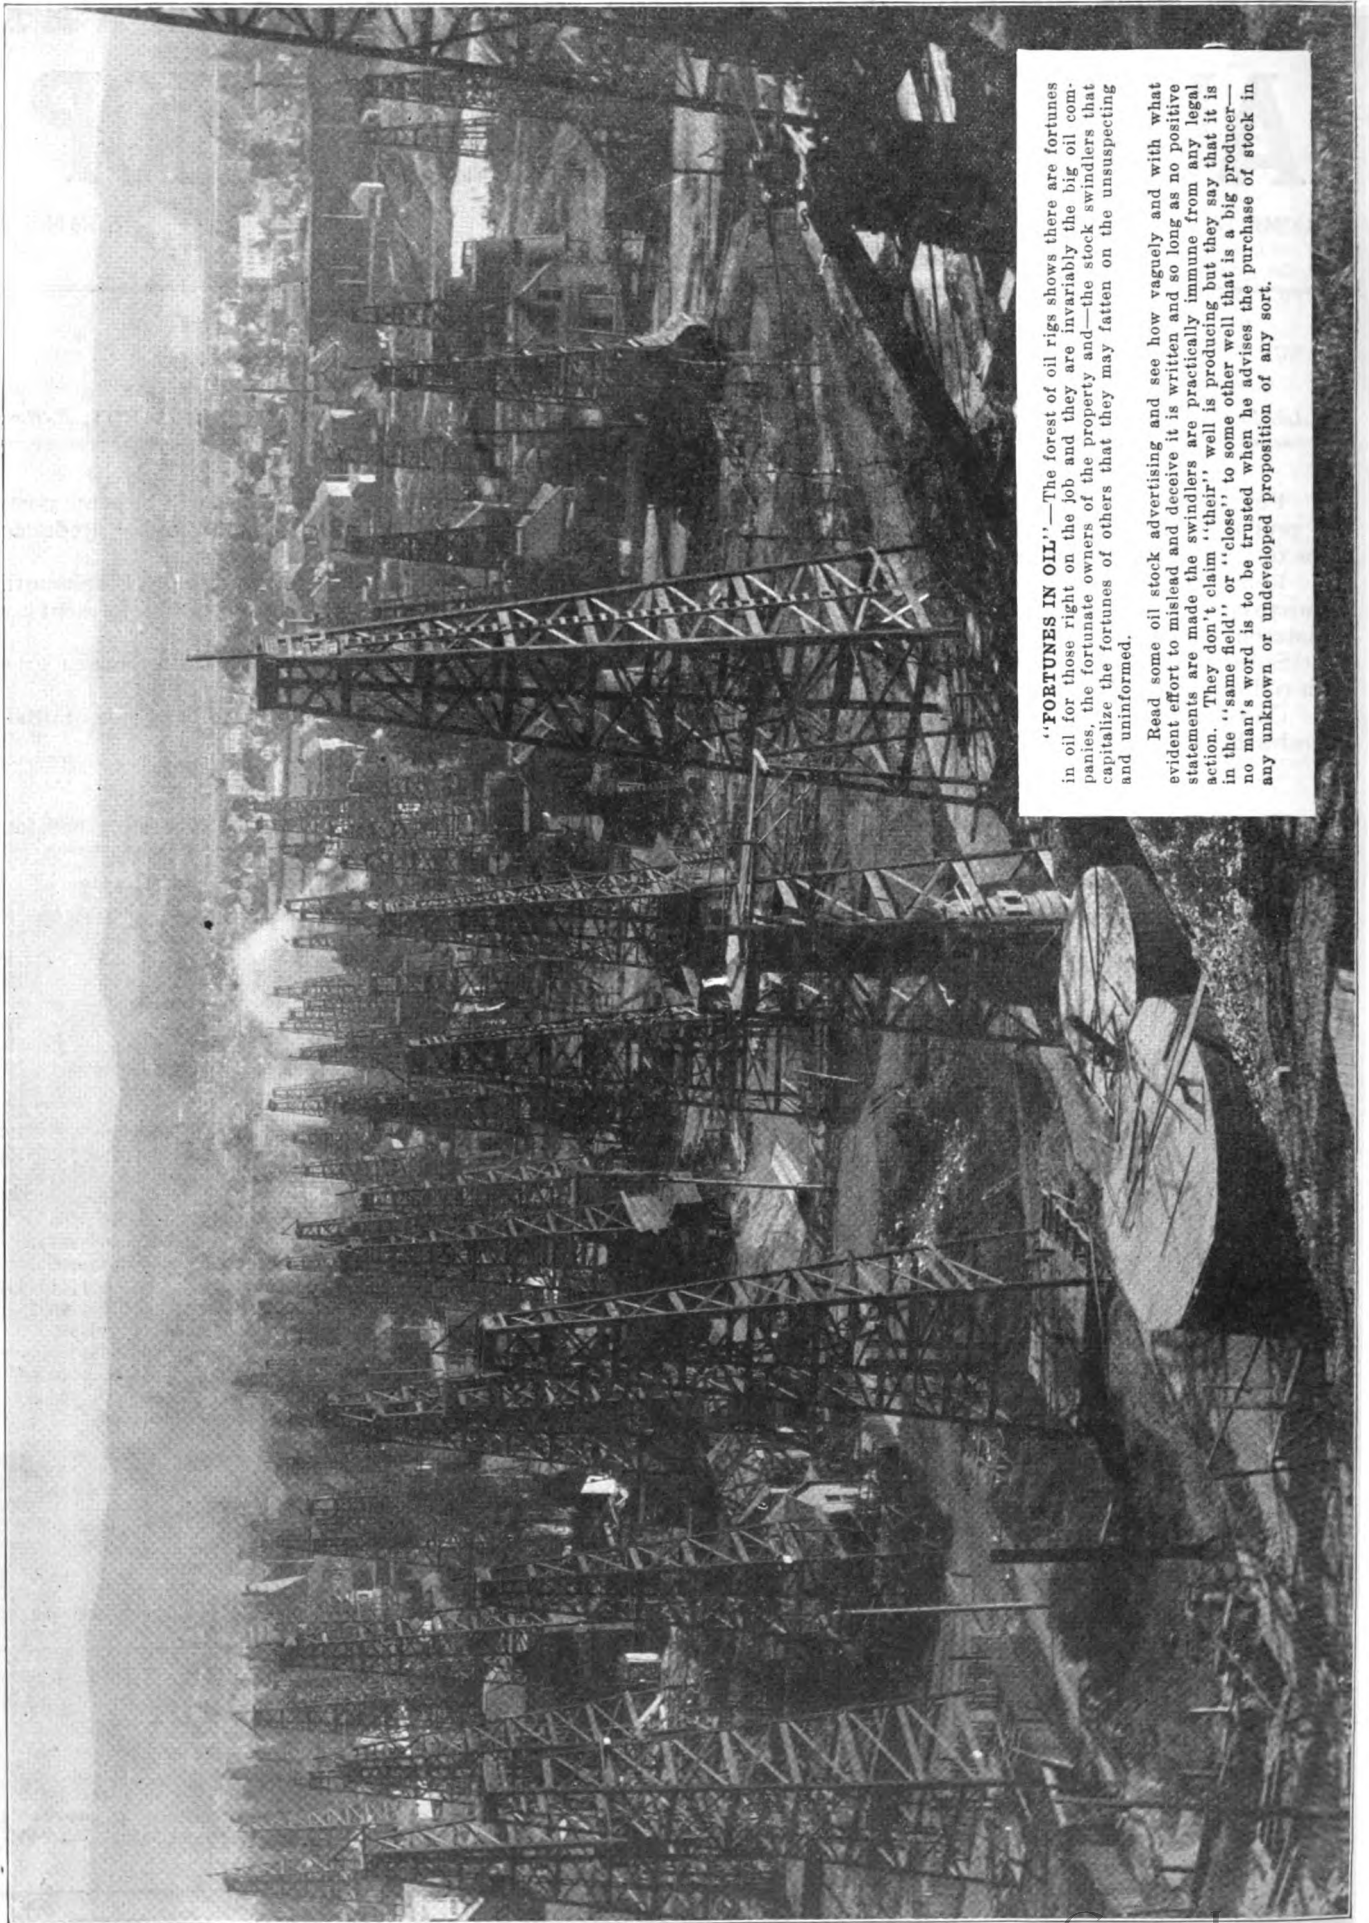 "FORTUNES IN OIL"—The forest of oil rigs shows there are fortunes
in oil for those right on the job and they are invariably the big oil com-
panies, the fortunate owners of the property and—the stock swindlers that
capitalize the fortunes of others that they may fatten on the unsuspecting
and uninformed.
Read some oil stock advertising and see how vaguely and with what
evident effort to mislead and deceive it is written and so long as no positive
statements are made the swindlers are practically immune from any legal
action. They don't claim "their" well is producing but they say that it is
in the "same field" or "close" to some other well that is a big producer—
no man's word is to be trusted when he advises the purchase of stock in
any unknown or undeveloped proposition of any sort.